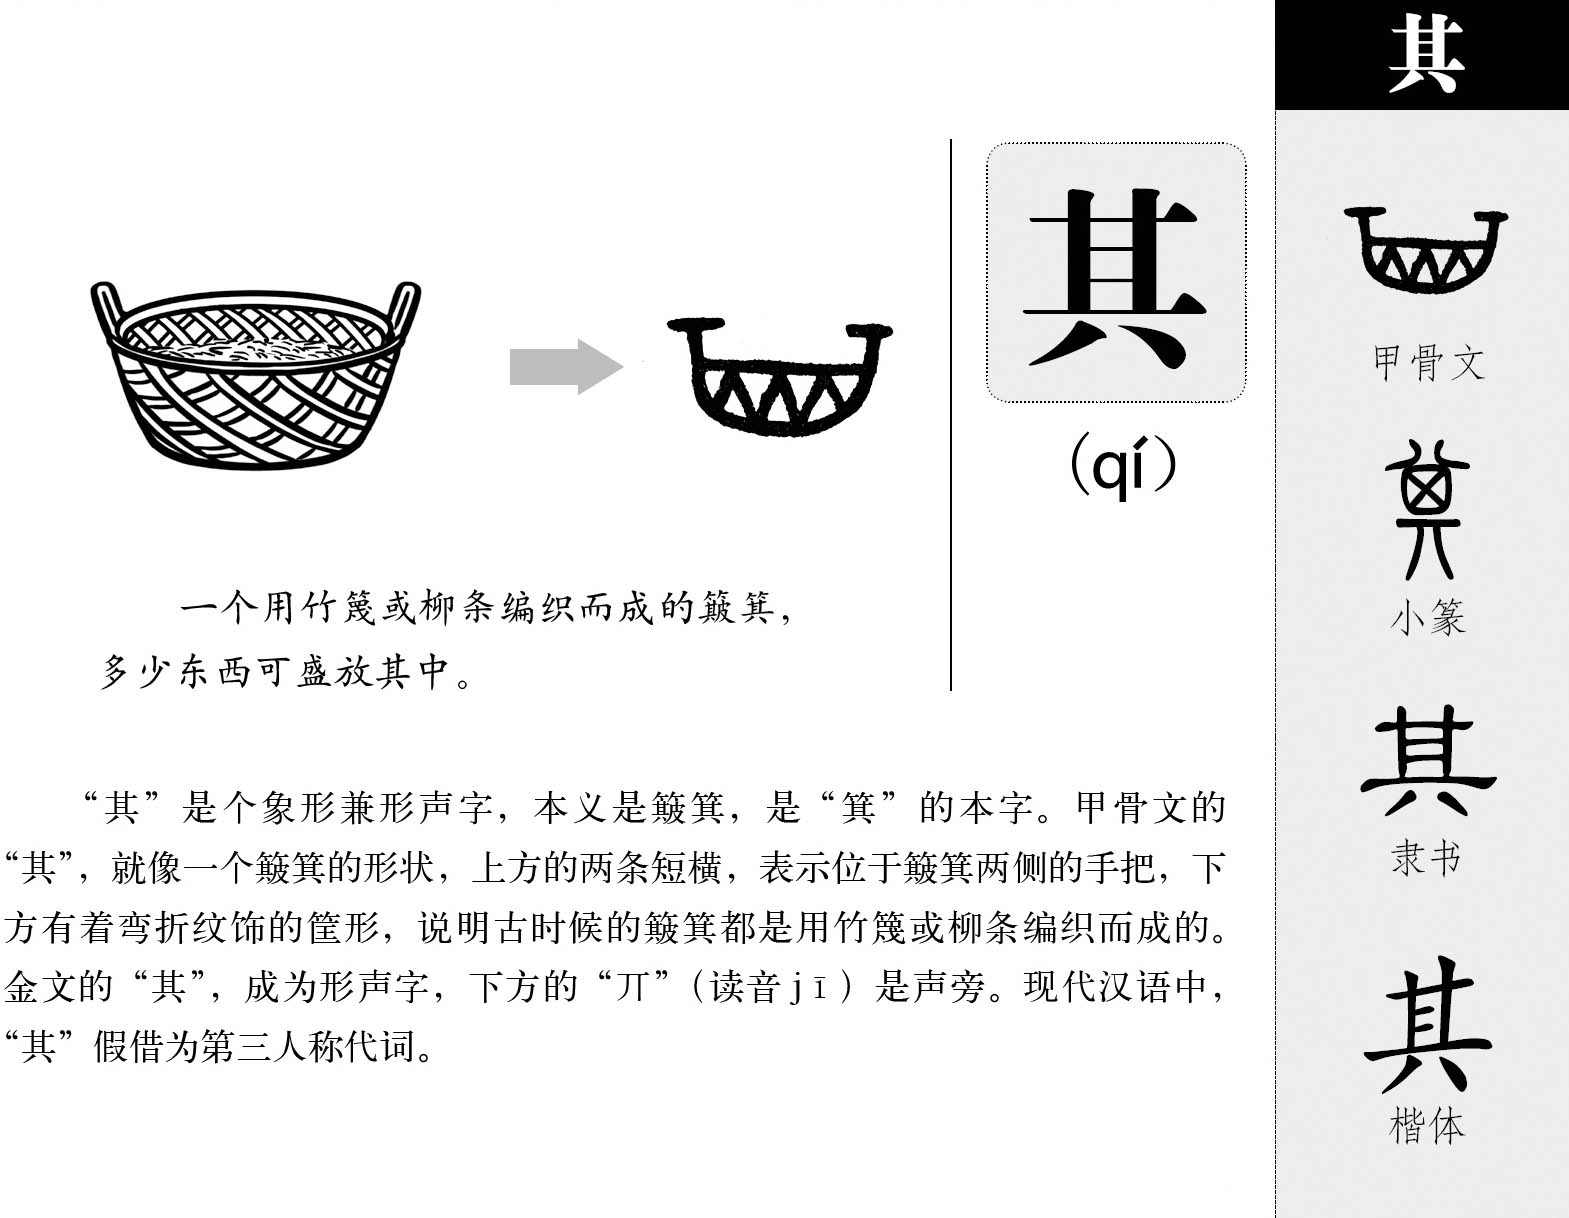 其
(qí)
一个用竹篾或柳条编织而成的簸箕，
多少东西可盛放其中。
“其”是个象形兼形声字，本义是簸箕，是“箕”的本字。甲骨文的
“其”，就像一个簸箕的形状，上方的两条短横，表示位于簸箕两侧的手把，下
方有着弯折纹饰的筐形，说明古时候的簸箕都是用竹篾或柳条编织而成的。
金文的“其”，成为形声字，下方的“丌”（读音jī）是声旁。现代汉语中，
“其”假借为第三人称代词。
其
甲骨文
其
小篆
其
隶书
其
楷体